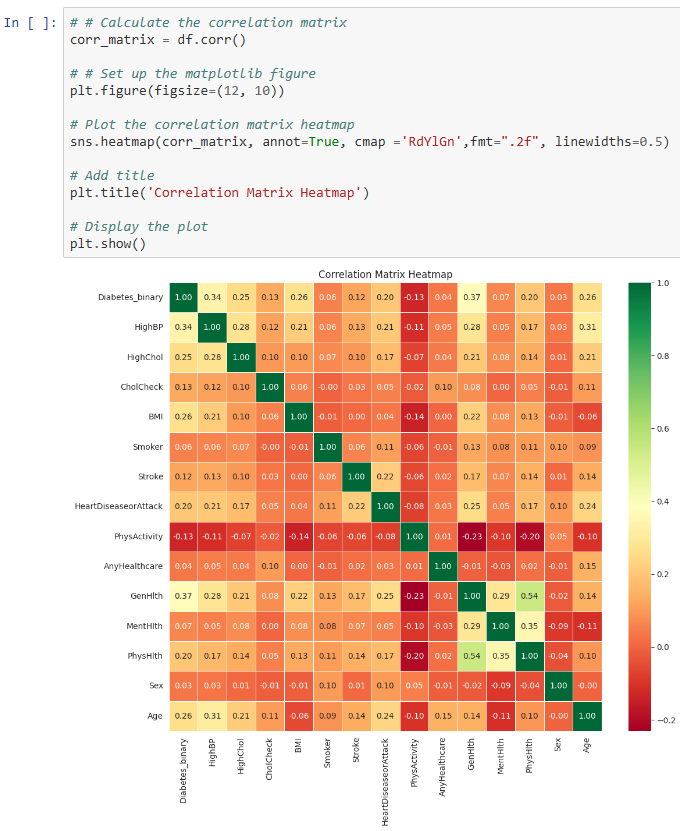 In [ ]: # # Calculate the correlation matrix
corr_matrix = df.corr()
# # Set up the matplotlib figure
plt.figure(figsize=(12, 10))
# Plot the correlation matrix heatmap
sns.heatmap(corr_matrix, annot=True, cmap ='RdYlGn',fmt=".2f", linewidths=0.5)
# Add title
plt.title('Correlation Matrix Heatmap')
# Display the plot
plt.show()
Correlation Matrix Heatmap
Diabetes_binary 1.00 0.34 0.25 0.13 0.26 0.06 0.12 0.20 -0.13 0.04 0.37 0.07 0.20 0.03 0.26
HighBP 0.34 1.00 0.28 0.12 0.21 0.06 0.13 0.21 -0.11 0.05 0.28 0.05 0.17 0.03 0.31
HighChol 0.25 0.28 1.00 0.10 0.10 0.07 0.10 0.17 -0.07 0.04 0.21 0.08 0.14 0.01 0.21
CholCheck 0.13 0.12 0.10 1.00 0.06 -0.00 0.03 0.05 -0.02 0.10 0.08 0.00 0.05 -0.01 0.11
BMI 0.26 0.21 0.10 0.06 1.00 -0.01 0.00 0.04 -0.14 0.00 0.22 0.08 0.13 -0.01 -0.06
Smoker 0.06 0.06 0.07 -0.00 -0.01 1.00 0.06 0.11 -0.06 -0.01 0.13 0.08 0.11 0.10 0.09
Stroke 0.12 0.13 0.10 0.03 0.00 0.06 1.00 0.22 -0.06 0.02 0.17 0.07 0.14 0.01 0.14
HeartDiseaseorAttack 0.20 0.21 0.17 0.05 0.04 0.11 0.22 1.00 -0.08 0.03 0.25 0.05 0.17 0.10 0.24
PhysActivity -0.13 -0.11 -0.07 -0.02 -0.14 -0.06 -0.06 -0.08 1.00 0.01 -0.23 -0.10 -0.20 0.05 -0.10
AnyHealthcare 0.04 0.05 0.04 0.10 0.00 -0.01 0.02 0.03 0.01 1.00 -0.01 -0.03 0.02 -0.01 0.15
GenHlth 0.37 0.28 0.21 0.08 0.22 0.13 0.17 0.25 -0.23 -0.01 1.00 0.29 0.54 -0.02 0.14
MentHlth 0.07 0.05 0.08 0.00 0.08 0.08 0.07 0.05 -0.10 -0.03 0.29 1.00 0.35 -0.09 -0.11
PhysHlth 0.20 0.17 0.14 0.05 0.13 0.11 0.14 0.17 -0.20 0.02 0.54 0.35 1.00 -0.04 0.10
Sex 0.03 0.03 0.01 -0.01 -0.01 0.10 0.01 0.10 0.05 -0.01 -0.02 -0.09 -0.04 1.00 -0.00
Age 0.26 0.31 0.21 0.11 -0.06 0.09 0.14 0.24 -0.10 0.15 0.14 -0.11 0.10 -0.00 1.00
Diabetes_binary
HighBP
HighChol
CholCheck
BMI
Smoker
Stroke
HeartDiseaseorAttack
PhysActivity
AnyHealthcare
GenHlth
MentHlth
PhysHlth
Sex
Age
1.0
0.8
0.6
0.4
0.2
0.0
−0.2